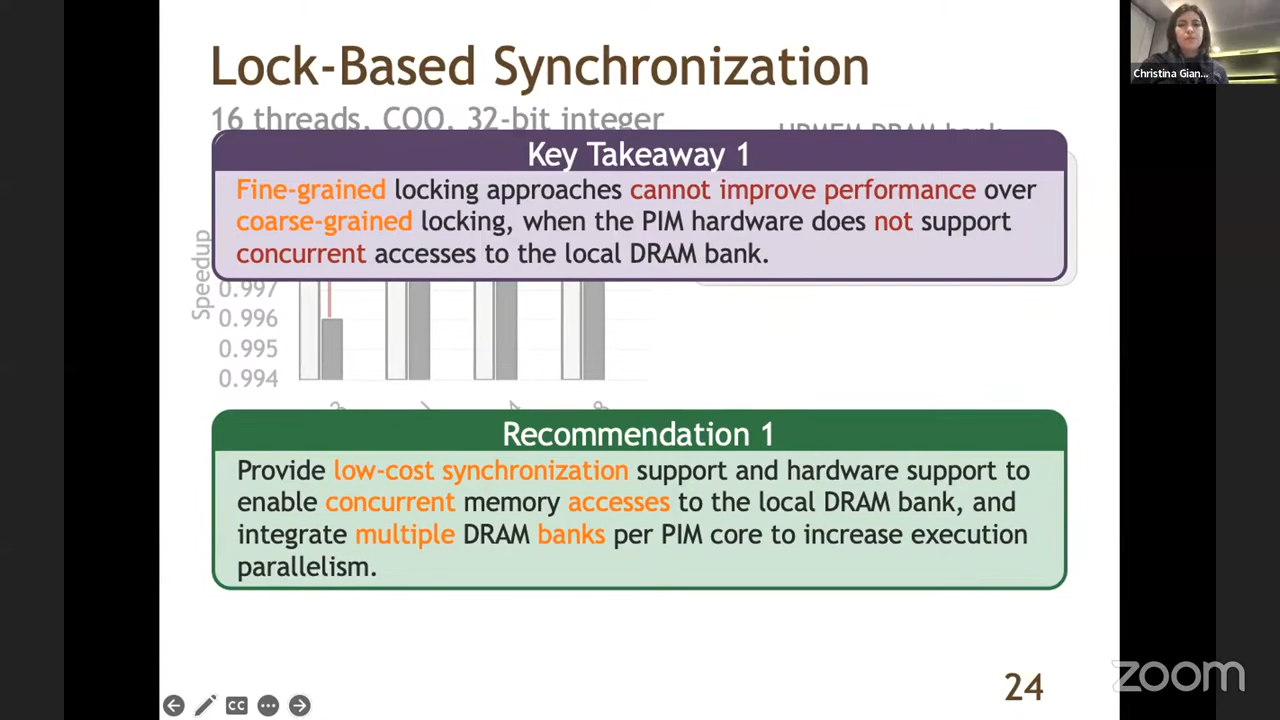 Lock-Based Synchronization
16 threads, COO, 32-bit integer
UPMEM DRAM bank
Key Takeaway 1
Fine-grained locking approaches cannot improve performance over
coarse-grained locking, when the PIM hardware does not support
concurrent accesses to the local DRAM bank.
Speedup
0.997
0.996
0.995
0.994
Recommendation 1
Provide low-cost synchronization support and hardware support to
enable concurrent memory accesses to the local DRAM bank, and
integrate multiple DRAM banks per PIM core to increase execution
parallelism.
24
CC
Christina Gian...
zoom